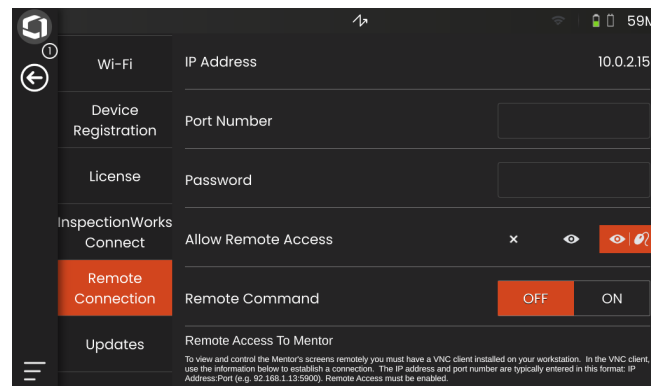 59M
1
Wi-Fi
IP Address
10.0.2.15
Device
Registration
Port Number
License
Password
InspectionWorks
Connect
Allow Remote Access
Remote
Connection
Remote Command
OFF
ON
Updates
Remote Access To Mentor
To view and control the Mentor's screens remotely you must have a VNC client installed on your workstation. In the client,
use the information below to establish a connection. The IP address and port number are typically entered in this format: IP
Address:Port (e.g. 92.168.1.13:5900). Remote Access must be enabled.